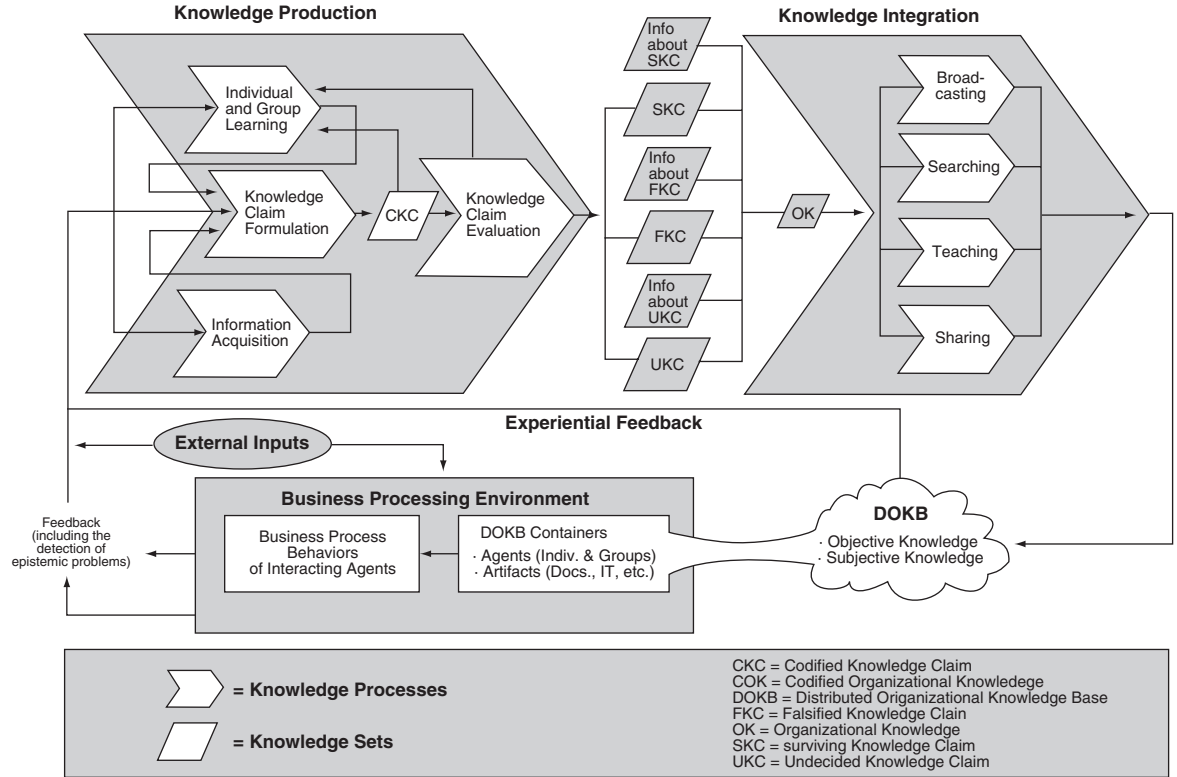 Knowledge Production
Knowledge Integration
Individual
and Group
Learning
Knowledge
Claim
Formulation
Information
Acquisition
CKC
Knowledge
Claim
Evaluation
Info
about
SKC
SKC
Info
about
FKC
FKC
Info
about
UKC
UKC
OK
Broad-
casting
Searching
Teaching
Sharing
Experiential Feedback
External Inputs
Business Processing Environment
Business Process
Behaviors
of Interacting Agents
DOKB Containers
· Agents (Indiv. & Groups)
· Artifacts (Docs., IT, etc.)
DOKB
· Objective Knowledge
· Subjective Knowledge
Feedback
(including the
detection of
epistemic problems)
= Knowledge Processes
= Knowledge Sets
CKC = Codified Knowledge Claim
COK = Codified Organizational Knowledege
DOKB = Distributed Origanizational Knowledge Base
FKC = Falsified Knowledge Clain
OK = Organizational Knowledge
SKC = surviving Knowledge Claim
UKC = Undecided Knowledge Claim